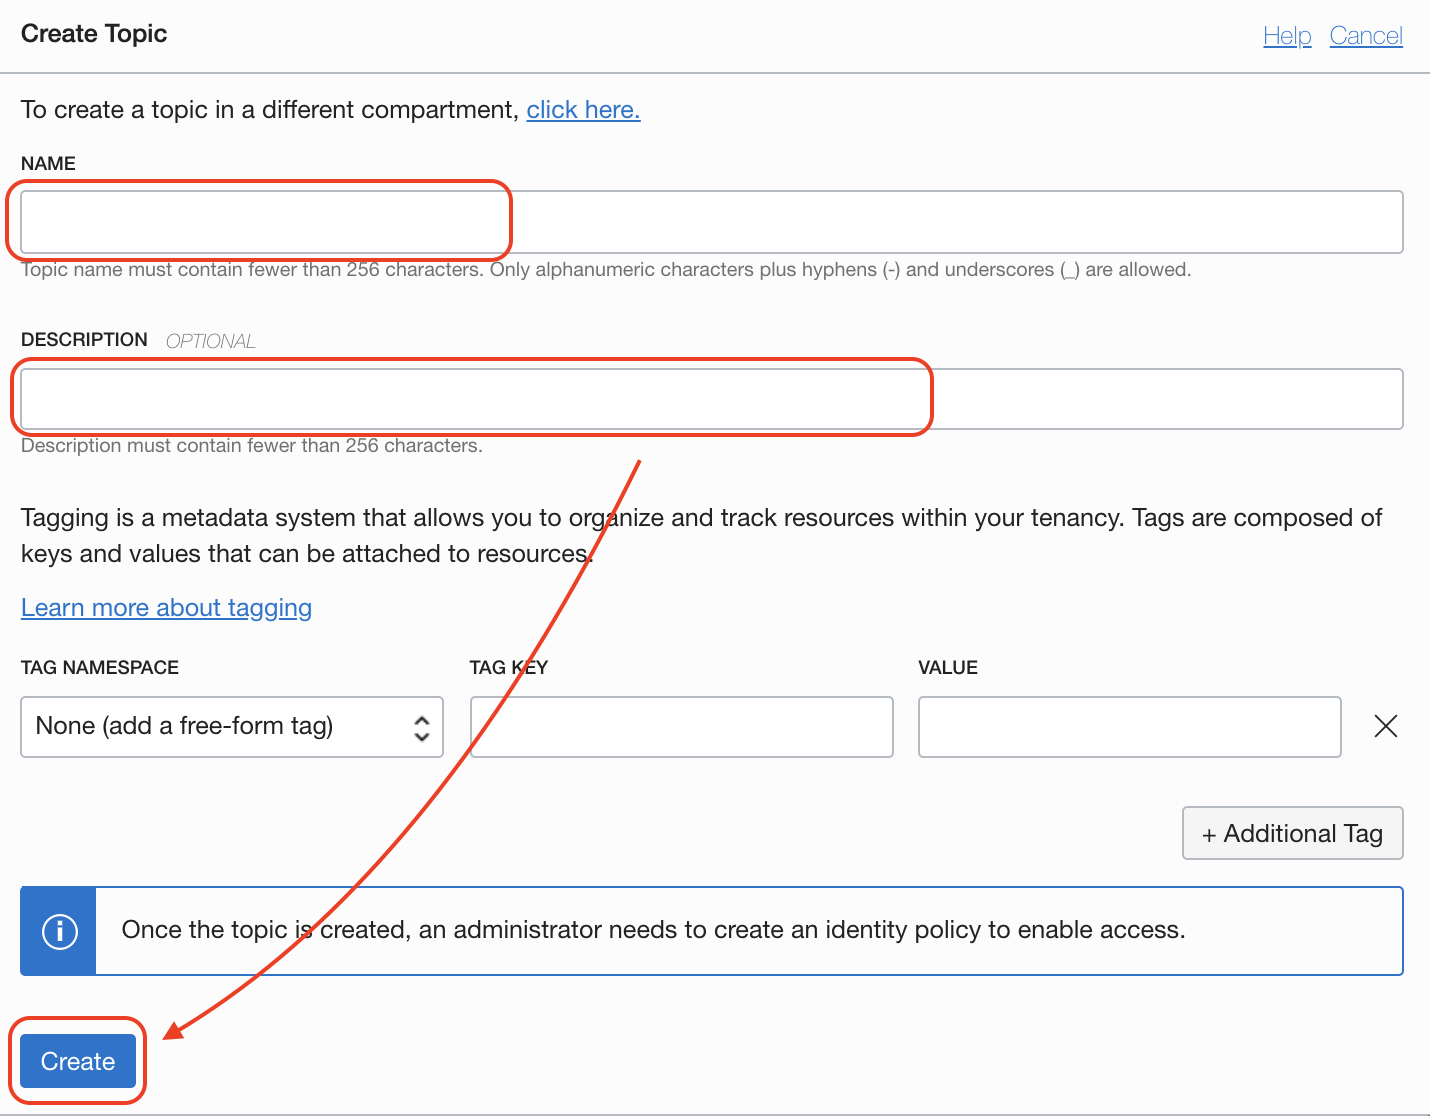 Create Topic
Help Cancel
To create a topic in a different compartment, click here.
NAME
Topic name must contain fewer than 256 characters. Only alphanumeric characters plus hyphens (-) and underscores (_) are allowed.
DESCRIPTION OPTIONAL
Description must contain fewer than 256 characters.
Tagging is a metadata system that allows you to organize and track resources within your tenancy. Tags are composed of
keys and values that can be attached to resources.
Learn more about tagging
TAG NAMESPACE TAG KEY VALUE
None (add a free-form tag)
+ Additional Tag
Once the topic is created, an administrator needs to create an identity policy to enable access.
Create